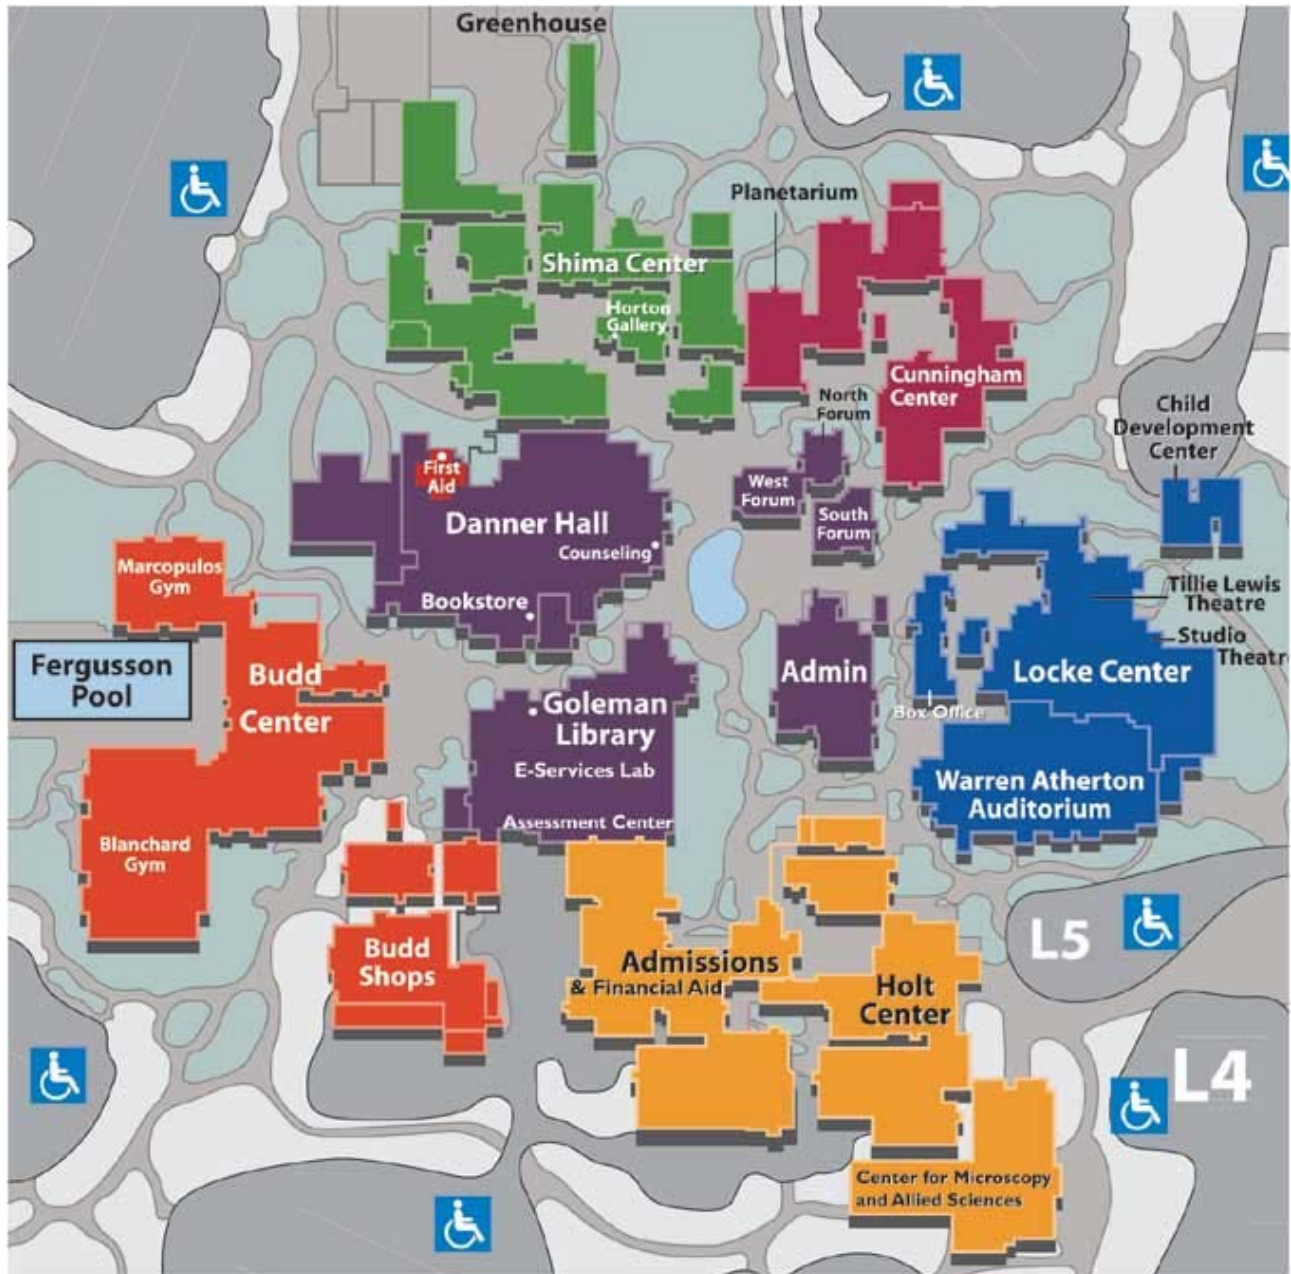 Greenhouse
Planetarium
Shima Center
Horton
Gallery
Cunningham
Center
North
Forum
Child
Development
Center
First
Aid
West
Forum
South
Forum
Danner Hall
Counseling
Marcopulos
Gym
Bookstore
Tillie Lewis
Theatre
Studio
Theatr
Fergusson
Pool
Budd
Center
Admin
Locke Center
Goleman
Library
Box Office
E-Services Lab
Warren Atherton
Auditorium
Assessment Center
Blanchard
Gym
L5
Budd
Shops
Admissions
& Financial Aid
Holt
Center
L4
Center for Microscopy
and Allied Sciences